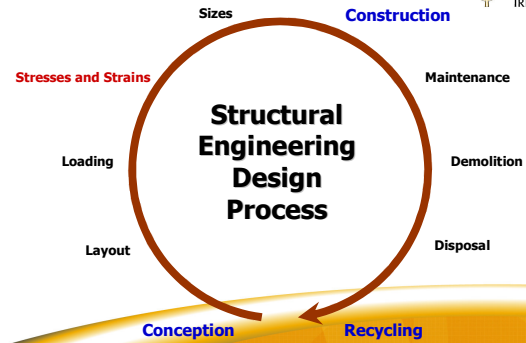 Sizes
Construction
Stresses and Strains
Maintenance
Structural
Engineering
Design
Process
Loading
Demolition
Layout
Disposal
Conception
Recycling